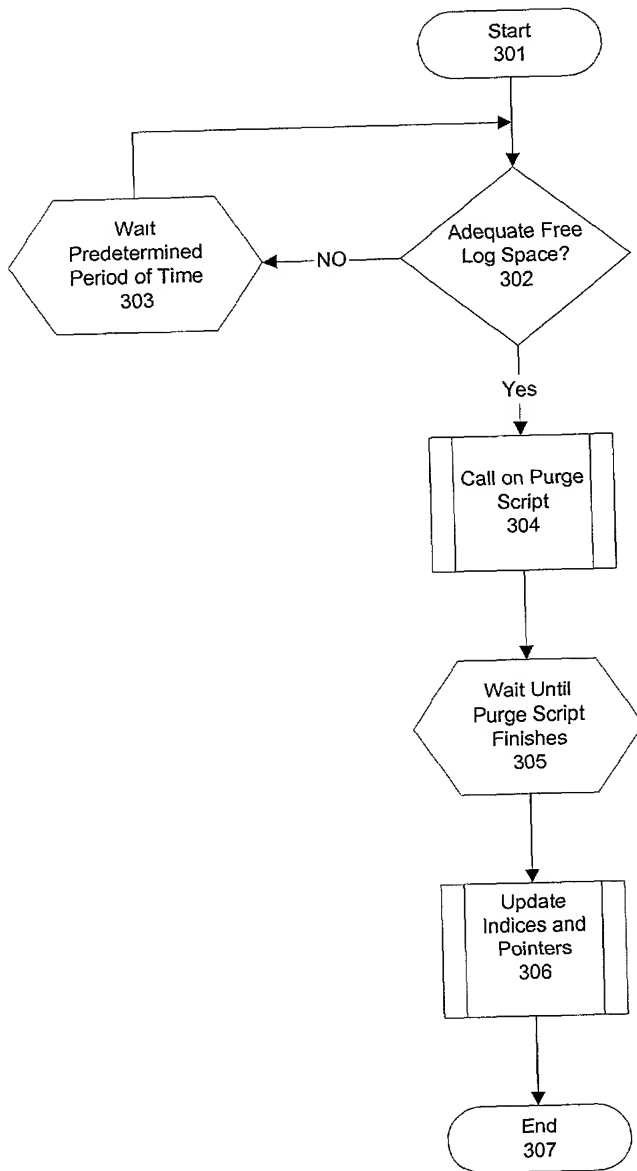 Start
301
Adequate Free
Log Space?
302
NO
Wait
Predetermined
Period of Time
303
Yes
Call on Purge
Script
304
Wait Until
Purge Script
Finishes
305
Update
Indices and
Pointers
306
End
307